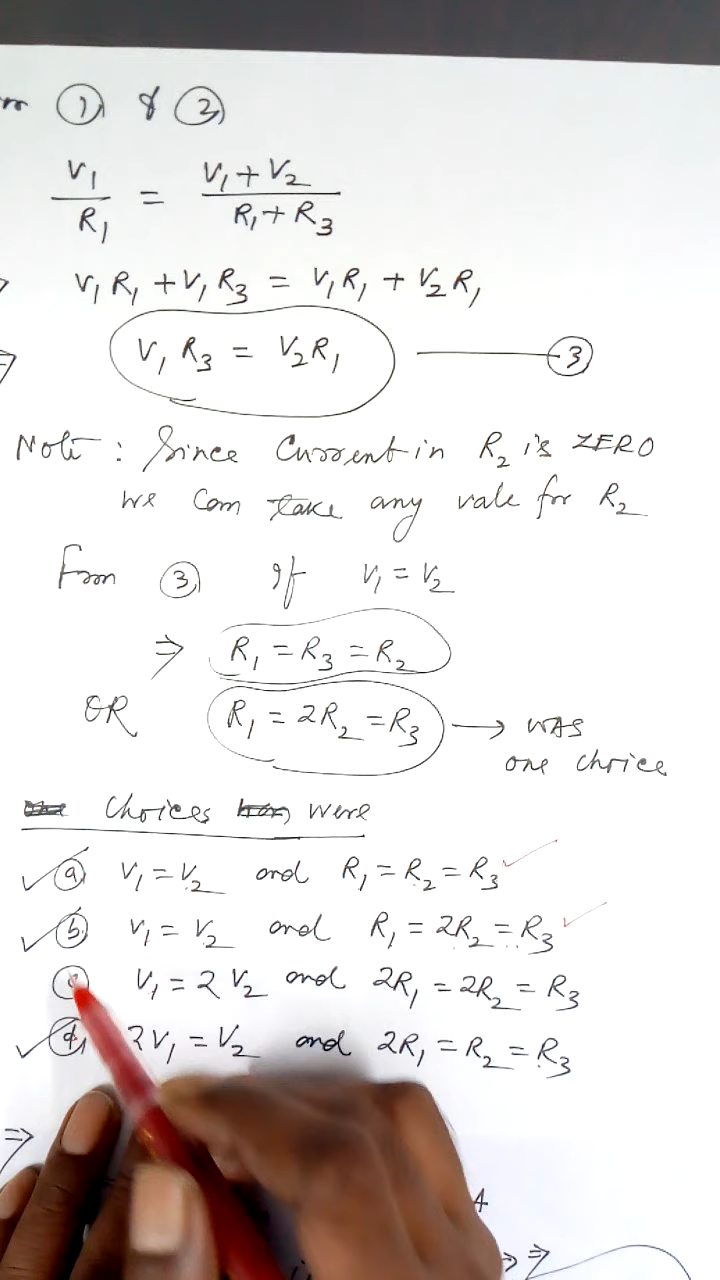 ① & ②
V₁/R₁ = (V₁ + V₂)/(R₁ + R₃)
V₁R₁ + V₁R₃ = V₁R₁ + V₂R₁
⇒ V₁R₃ = V₂R₁ — ③
Note : Since Current in R₂ is ZERO
we can take any vale for R₂
From ③ If V₁ = V₂
⇒ R₁ = R₃ = R₂
OR R₁ = 2R₂ = R₃ → WAS
one choice
Choices were
✓ⓐ V₁ = V₂ and R₁ = R₂ = R₃ ✓
✓ⓑ V₁ = V₂ and R₁ = 2R₂ = R₃ ✓
ⓒ V₁ = 2V₂ and 2R₁ = 2R₂ = R₃
✓ⓓ 2V₁ = V₂ and 2R₁ = R₂ = R₃
⇒
⇒